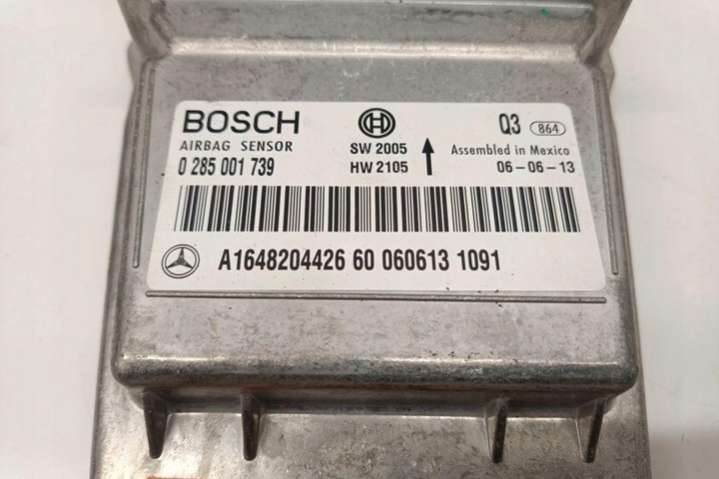 BOSCH
Q3 864
AIRBAG SENSOR
SW 2005
Assembled in Mexico
0 285 001 739
HW 2105
06-06-13
A1648204426 60 060613 1091